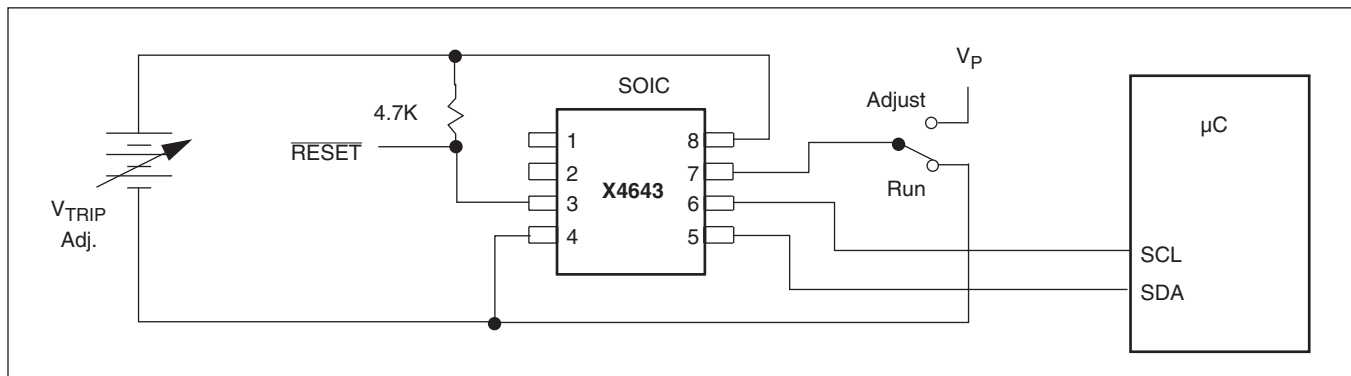 V_P
SOIC
Adjust
µC
4.7K
1
8
RESET
2
7
X4643
Run
3
6
V_TRIP
Adj.
4
5
SCL
SDA